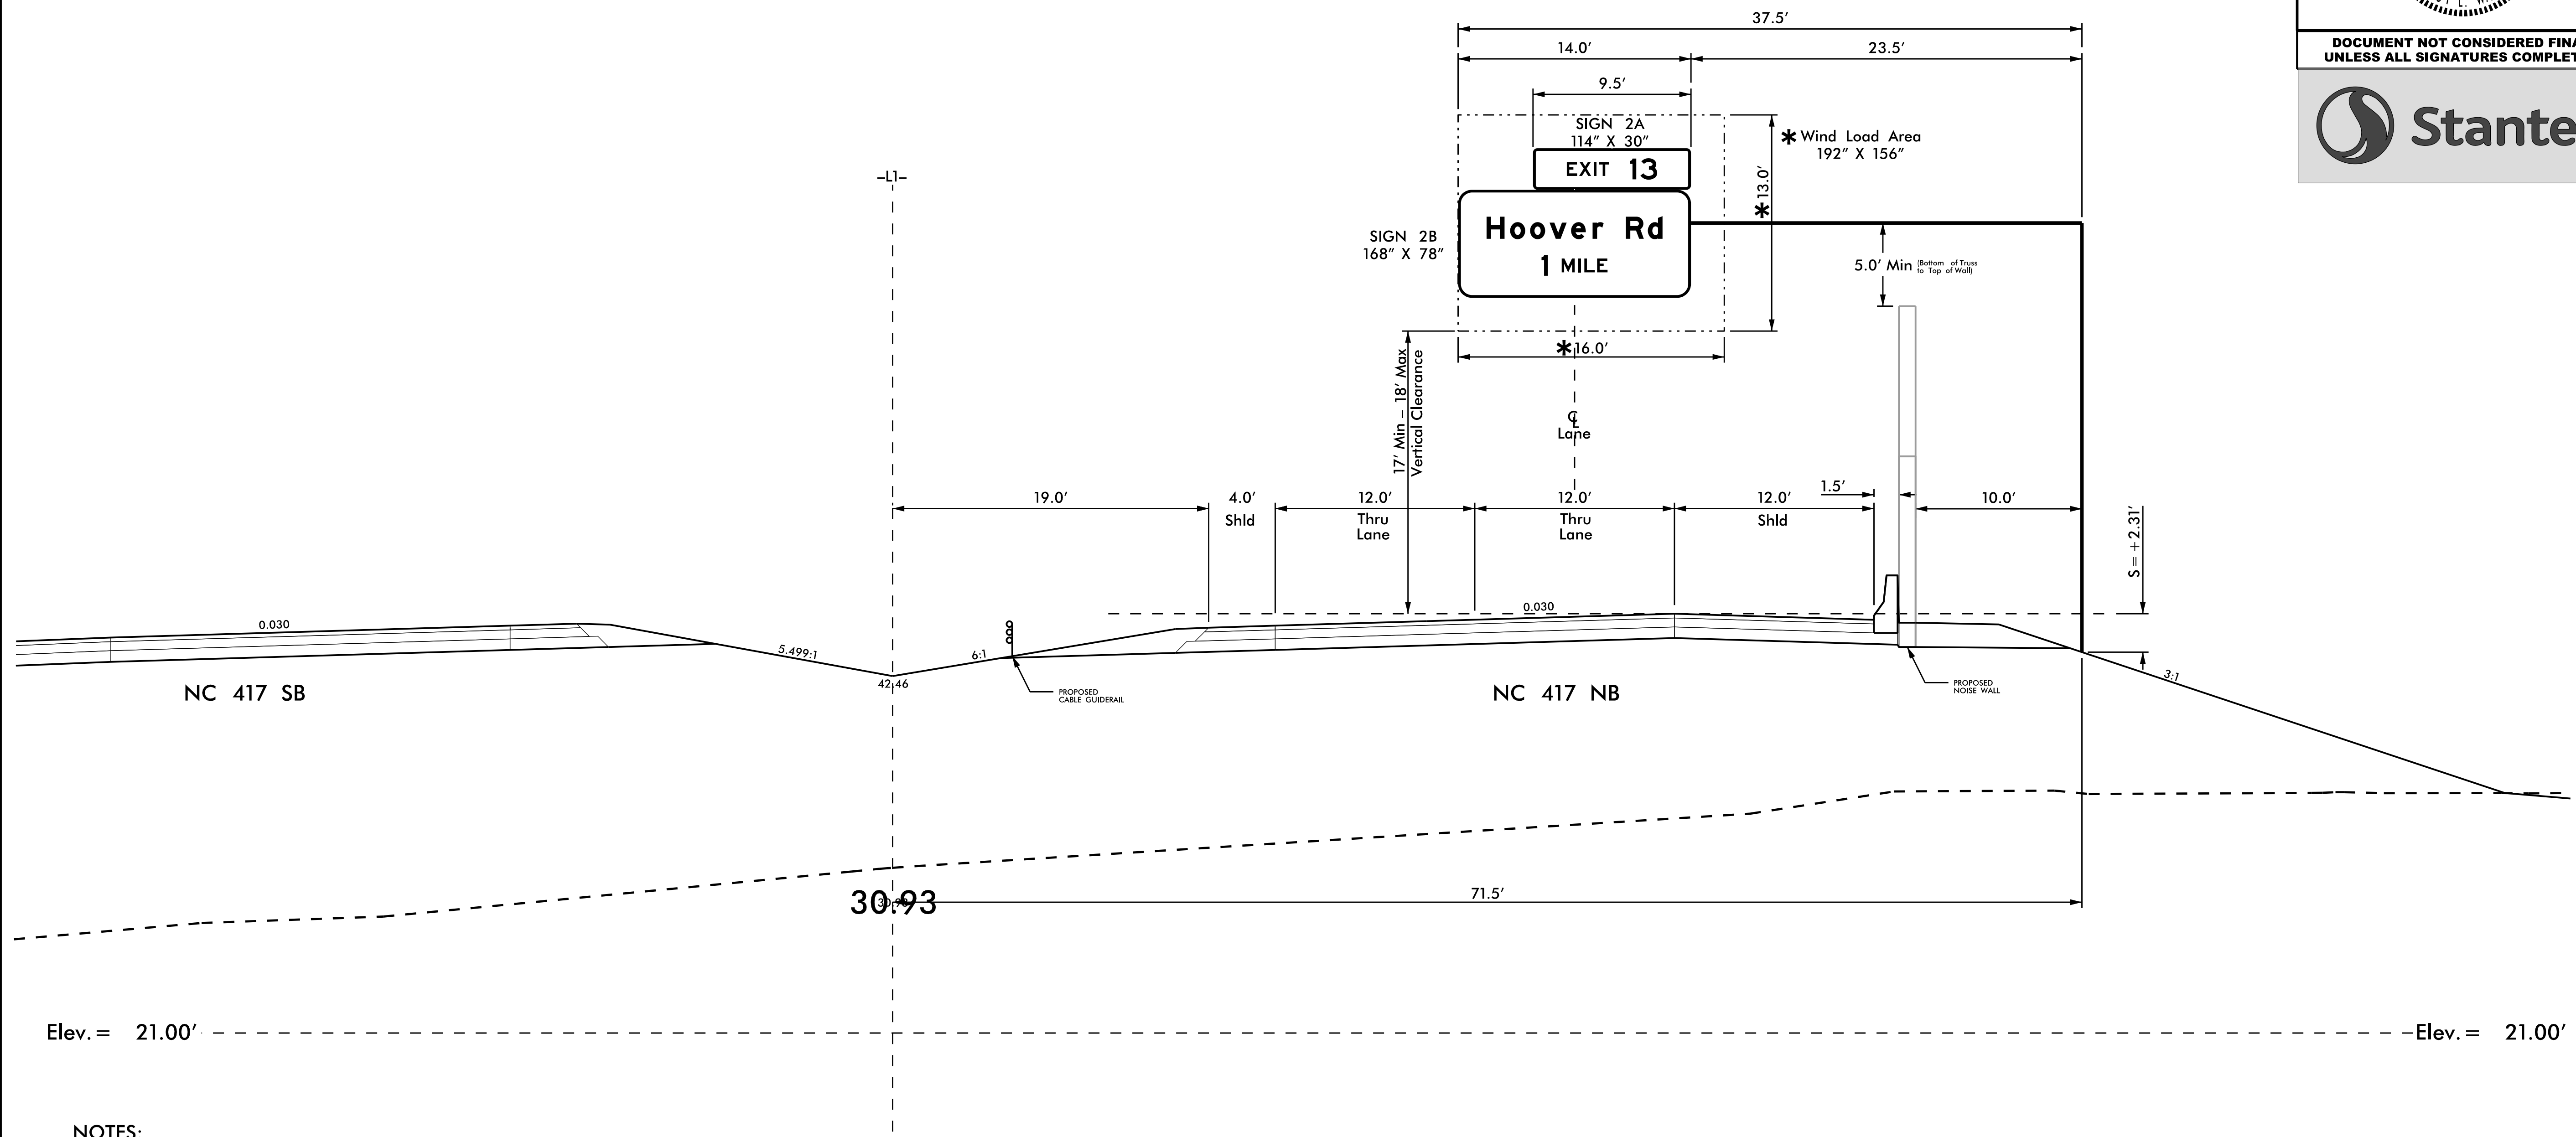 37.5'
14.0'
23.5'
DOCUMENT NOT CONSIDERED
UNLESS ALL SIGNATURES
9.5'
SIGN 2A
114" X 30"
* Wind Load Area
192" X 156"
EXIT 13
*13.0'
-L1-
SIGN 2B
168" X 78"
Hoover Rd
1 MILE
5.0' Min (Bottom of Truss
to Top of Wall)
*16.0'
17' Min - 18' Max
Vertical Clearance
CL
Lane
19.0'
4.0'
Shld
12.0'
Thru
Lane
12.0'
Thru
Lane
12.0'
Shld
1.5'
10.0'
S= +2.31'
0.030
0.030
5.499:1
6:1
42.46
3:1
NC 417 SB
PROPOSED
CABLE GUIDERAIL
NC 417 NB
PROPOSED
NOISE WALL
30.93
71.5'
Elev.= 21.00'
Elev.= 21.00'
NOTES: